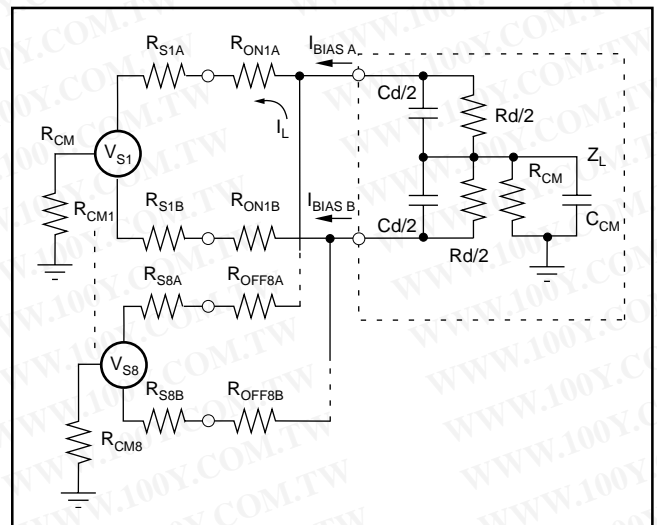 R_S1A R_ON1A I_BIAS A
Cd/2
Rd/2
I_L
R_CM
V_S1
Z_L
R_CM
R_CM1
R_S1B R_ON1B I_BIAS B
Cd/2
C_CM
Rd/2
R_S8A R_OFF8A
V_S8
R_S8B R_OFF8B
R_CM8
WWW.100Y.COM.TW